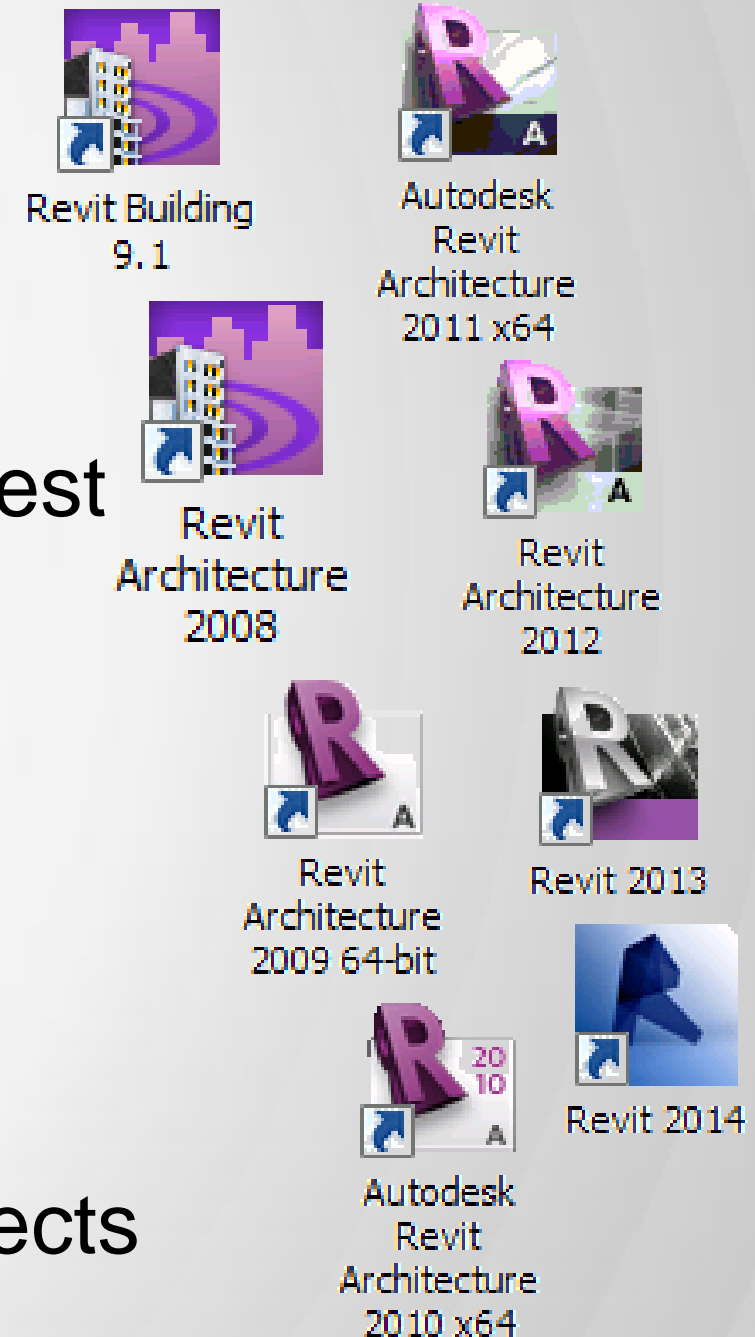 Revit Building
9.1
A
Autodesk
Revit
Architecture
2011 x64
est
Revit
Architecture
2008
A
Revit
Architecture
2012
A
Revit
Architecture
2009 64-bit
Revit 2013
20
10
A
Autodesk
Revit
Architecture
2010 x64
Revit 2014
ects